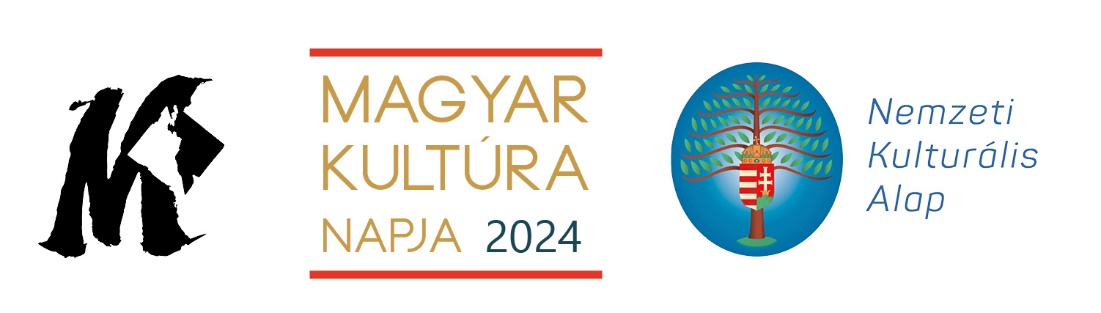 MAGYAR
KULTÚRA
NAPJA 2024
Nemzeti
Kulturális
Alap